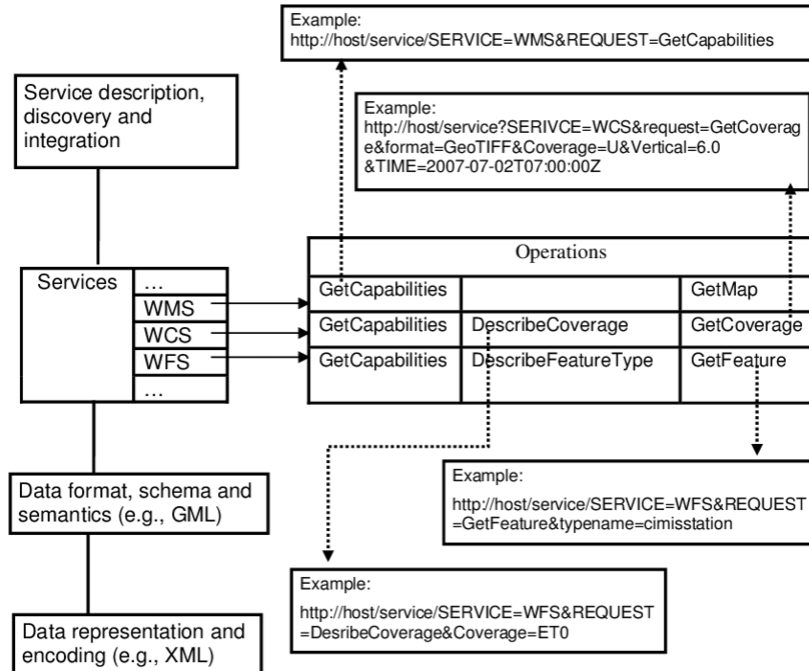 Example:
http://host/service/SERVICE=WMS&REQUEST=GetCapabilities
Service description,
discovery and
integration
Example:
http://host/service?SERIVCE=WCS&request=GetCoverag
e&format=GeoTIFF&Coverage=U&Vertical=6.0
&TIME=2007-07-02T07:00:00Z
Operations
Services
...
WMS
WCS
WFS
...
GetCapabilities
GetMap
GetCapabilities
DescribeCoverage
GetCoverage
GetCapabilities
DescribeFeatureType
GetFeature
Data format, schema and
semantics (e.g., GML)
Example:
http://host/service/SERVICE=WFS&REQUEST
=GetFeature&typename=cimisstation
Example:
http://host/service/SERVICE=WFS&REQUEST
=DesribeCoverage&Coverage=ET0
Data representation and
encoding (e.g., XML)